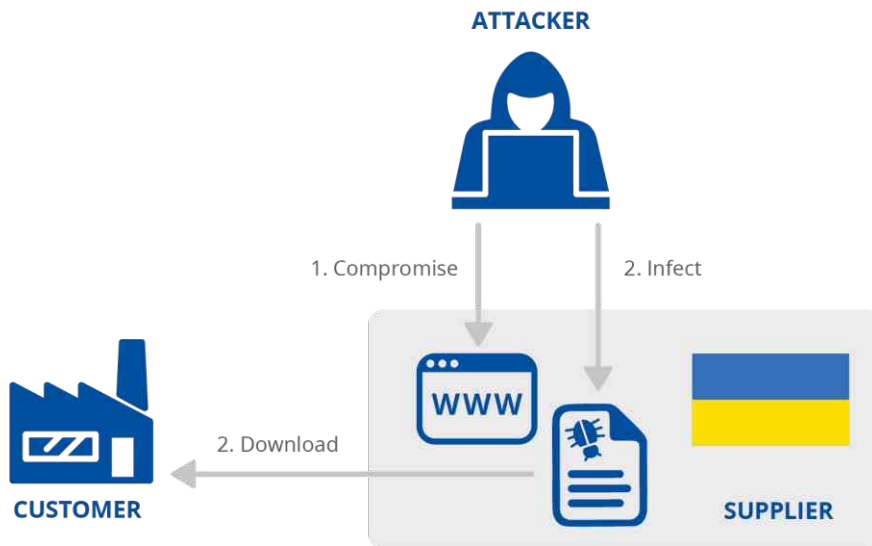 ATTACKER
1. Compromise
2. Infect
WWW
2. Download
CUSTOMER
SUPPLIER